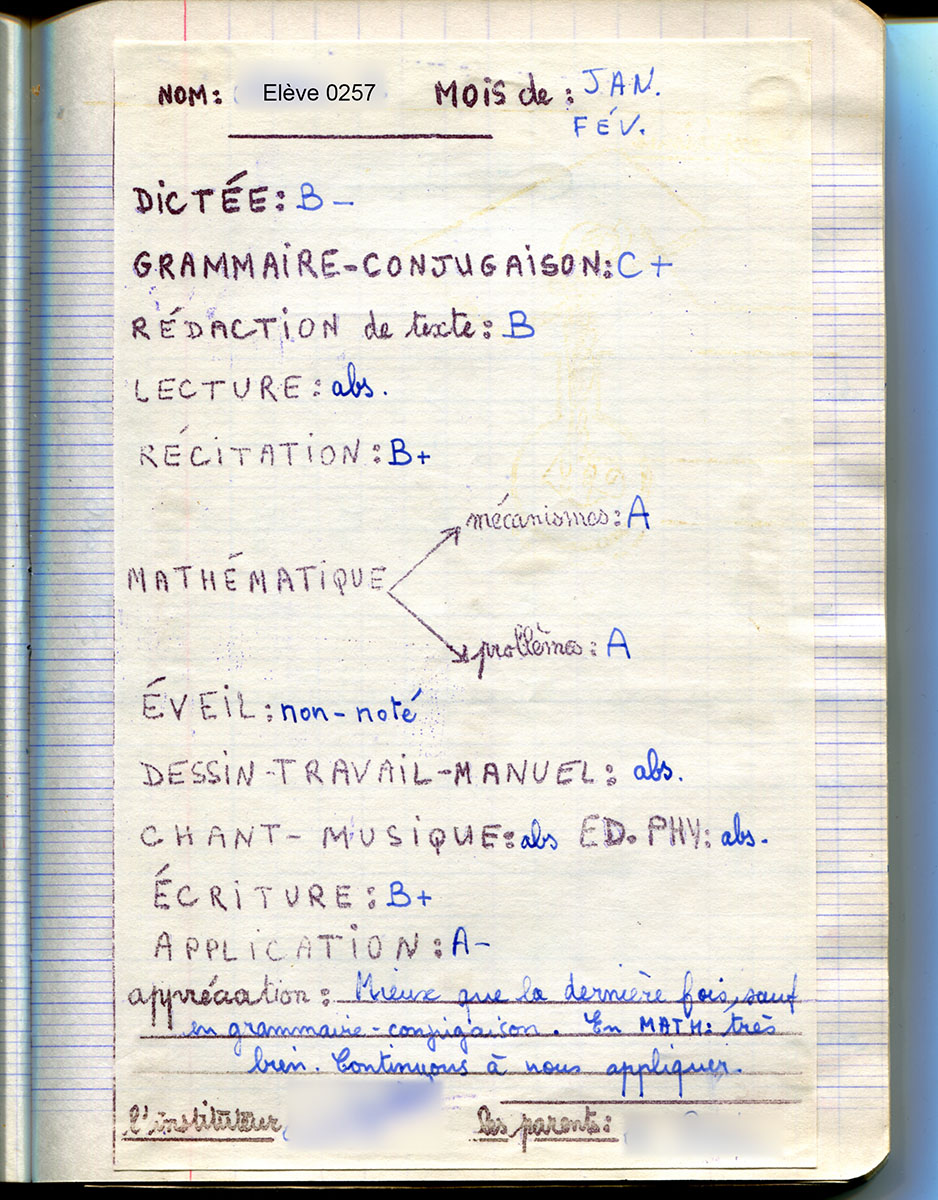 NOM: Elève 0257 MOIS de: JAN.
FÉV.
DICTÉE: B-
GRAMMAIRE-CONJUGAISON: C+
RÉDACTION de texte: B
LECTURE: abs.
RÉCITATION: B+
mécanismes: A
MATHÉMATIQUE
problèmes: A
ÉVEIL: non-noté
DESSIN-TRAVAIL-MANUEL: abs.
CHANT-MUSIQUE: abs ED. PHY: abs.
ÉCRITURE: B+
APPLICATION: A-
appréciation: Mieux que la dernière fois, sauf
en grammaire-conjugaison. En MATH: très
bien. Continuons à nous appliquer.
l'instituteur Les parents: